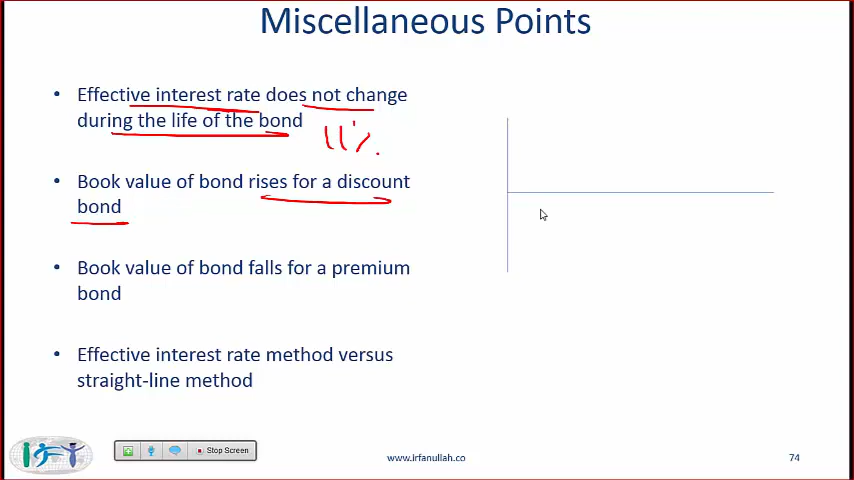 Miscellaneous Points
• Effective interest rate does not change
during the life of the bond
11%
• Book value of bond rises for a discount
bond
• Book value of bond falls for a premium
bond
• Effective interest rate method versus
straight-line method
Stop Screen
www.irfanullah.co
74